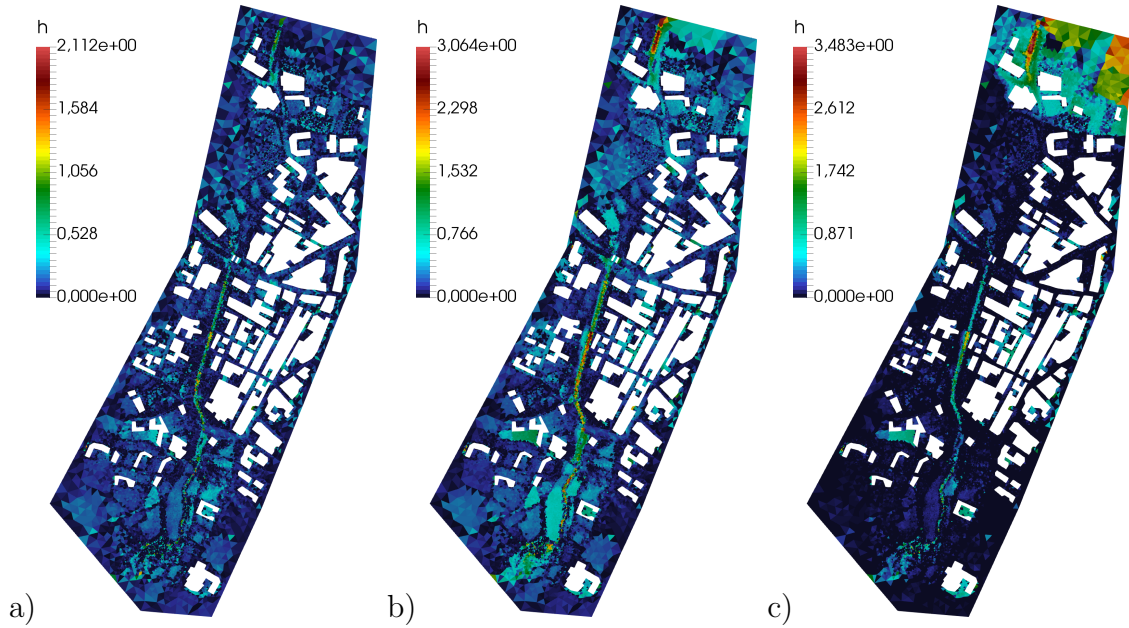 h
2,112e+00
1,584
1,056
0,528
0,000e+00
a)
h
3,064e+00
2,298
1,532
0,766
0,000e+00
b)
h
3,483e+00
2,612
1,742
0,871
0,000e+00
c)